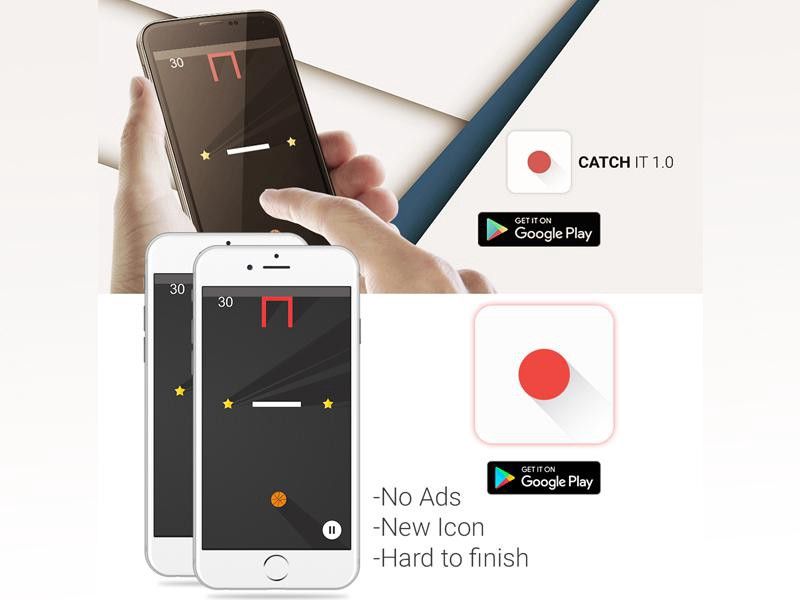 30
CATCH IT 1.0
GET IT ON
Google Play
30
30
GET IT ON
Google Play
-No Ads
-New Icon
-Hard to finish